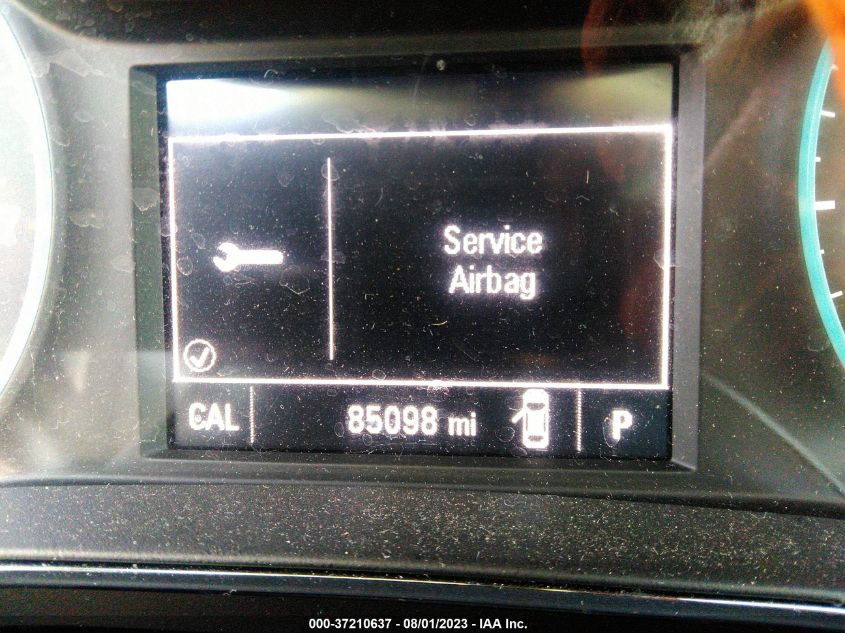 Service
Airbag
CAL 85098 mi P
000-37210637 - 08/01/2023 - IAA Inc.